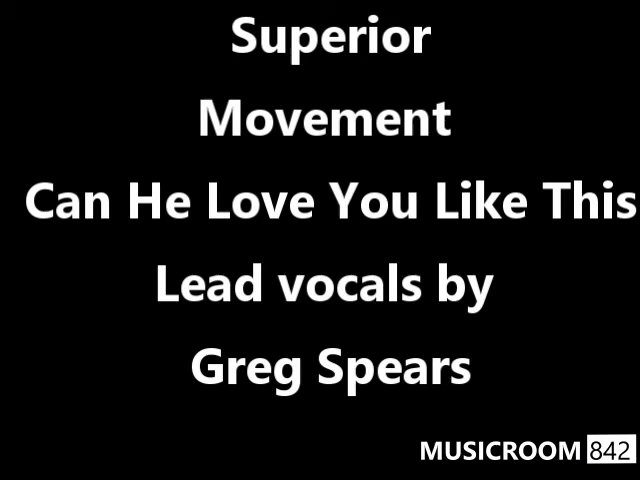 Superior
Movement
Can He Love You Like This
Lead vocals by
Greg Spears
MUSICROOM 842